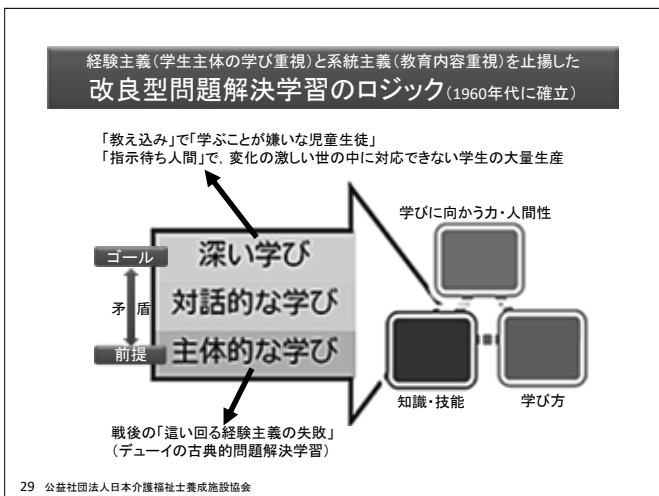 経験主義(学生主体の学び重視)と系統主義(教育内容重視)を止揚した
改良型問題解決学習のロジック(1960年代に確立)
「教え込み」で「学ぶことが嫌いな児童生徒」
「指示待ち人間」で，変化の激しい世の中に対応できない学生の大量生産
学びに向かう力・人間性
ゴール
深い学び
矛盾
対話的な学び
前提
主体的な学び
知識・技能
学び方
戦後の「這い回る経験主義の失敗」
（デューイの古典的問題解決学習）
29 公益社団法人日本介護福祉士養成施設協会